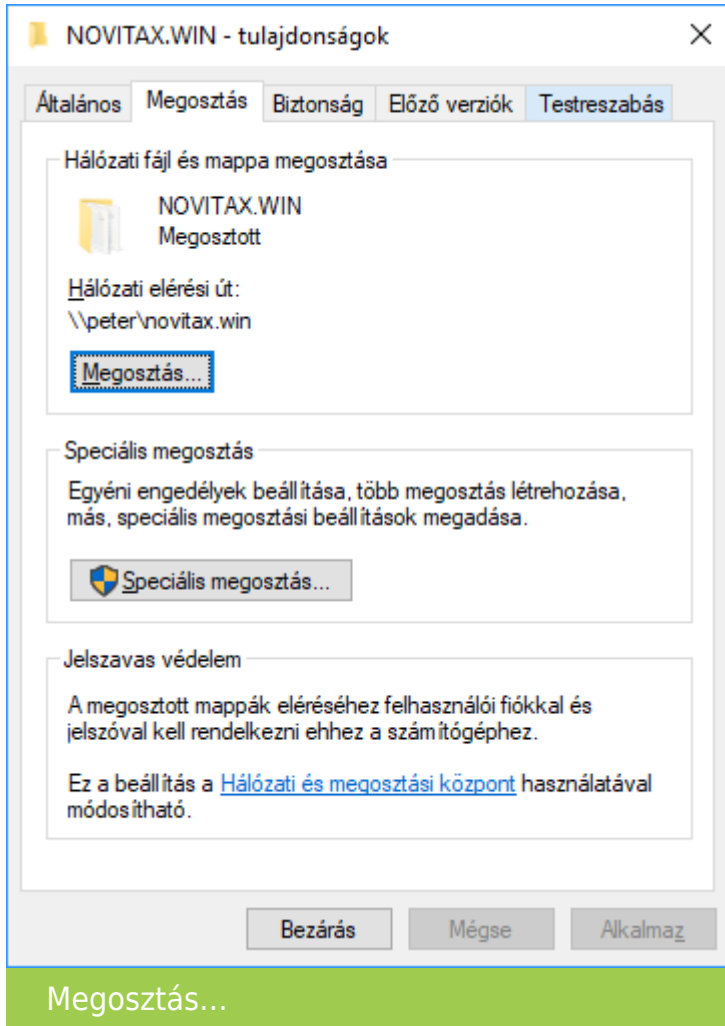 NOVITAX.WIN - tulajdonságok
Általános Megosztás Biztonság Előző verziók Testreszabás
Hálózati fájl és mappa megosztása
NOVITAX.WIN
Megosztott
Hálózati elérési út:
\\peter\novitax.win
Megosztás...
Speciális megosztás
Egyéni engedélyek beállítása, több megosztás létrehozása,
más, speciális megosztási beállítások megadása.
Speciális megosztás...
Jelszavas védelem
A megosztott mappák eléréséhez felhasználói fiókkal és
jelszóval kell rendelkezni ehhez a számítógéphez.
Ez a beállítás a Hálózati és megosztási központ használatával
módosítható.
Bezárás Mégse Alkalmaz
Megosztás...